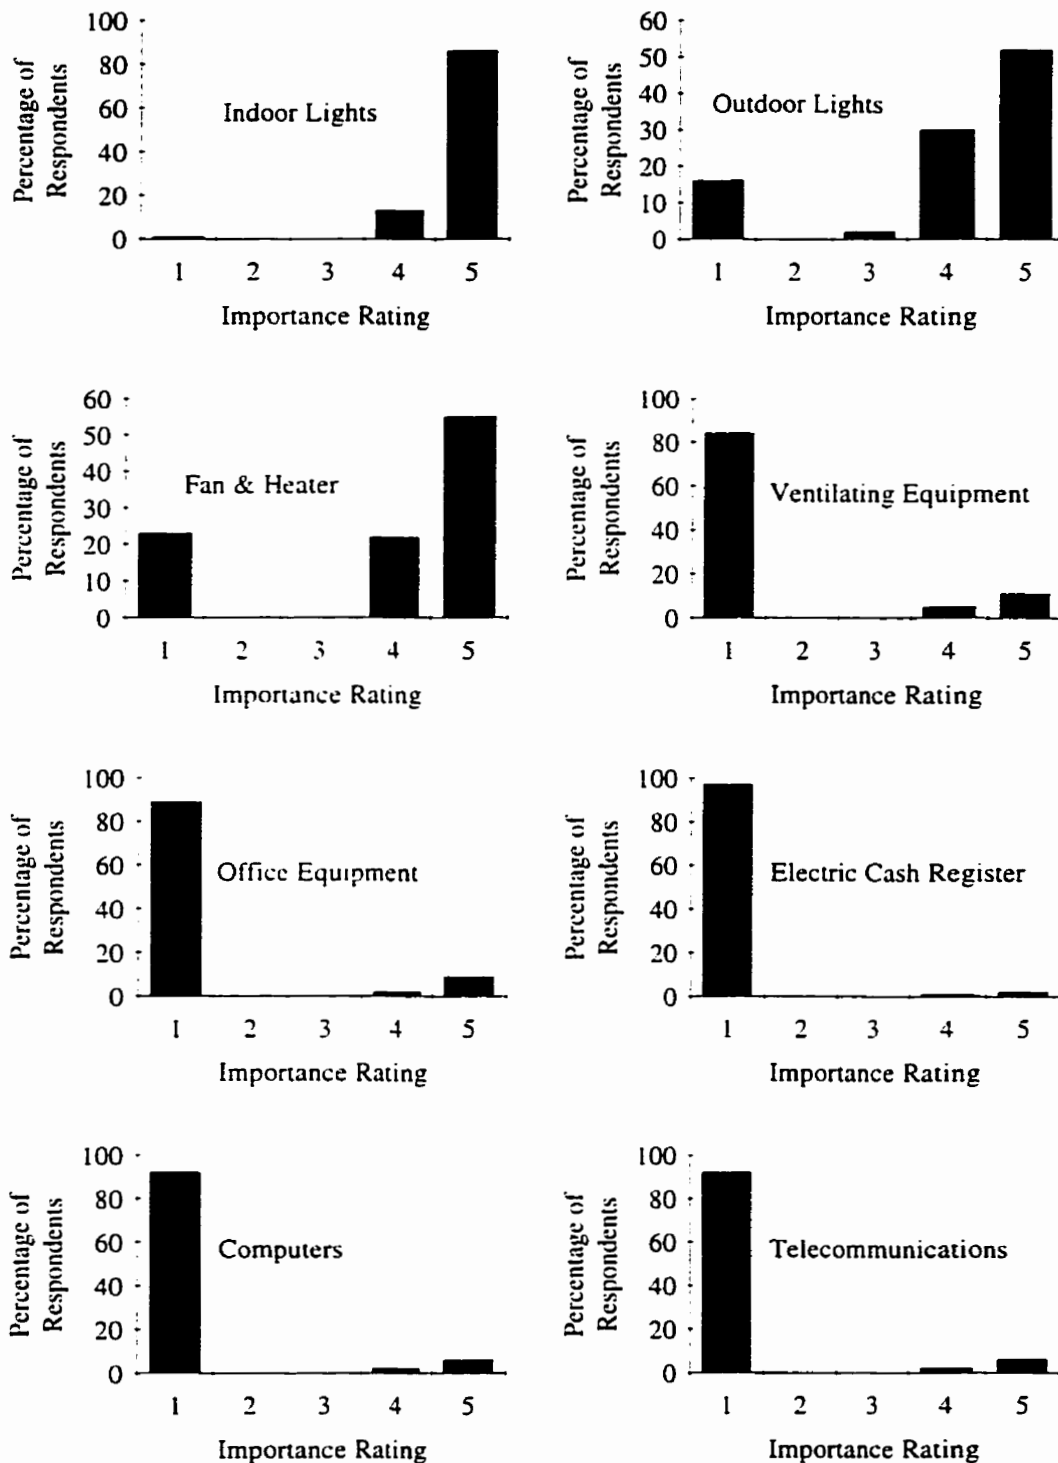 Percentage of
Respondents
100
80
60
40
20
0
Indoor Lights
1 2 3 4 5
Importance Rating
Percentage of
Respondents
60
50
40
30
20
10
0
Outdoor Lights
1 2 3 4 5
Importance Rating
Percentage of
Respondents
60
50
40
30
20
10
0
Fan & Heater
1 2 3 4 5
Importance Rating
Percentage of
Respondents
100
80
60
40
20
0
Ventilating Equipment
1 2 3 4 5
Importance Rating
Percentage of
Respondents
100
80
60
40
20
0
Office Equipment
1 2 3 4 5
Importance Rating
Percentage of
Respondents
100
80
60
40
20
0
Electric Cash Register
1 2 3 4 5
Importance Rating
Percentage of
Respondents
100
80
60
40
20
0
Computers
1 2 3 4 5
Importance Rating
Percentage of
Respondents
100
80
60
40
20
0
Telecommunications
1 2 3 4 5
Importance Rating